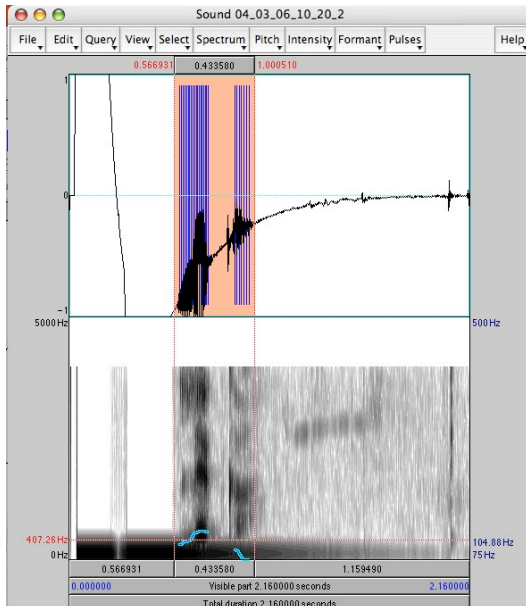 Sound 04_03_06_10_20_2
File Edit Query View Select Spectrum Pitch Intensity Formant Pulses Help
0.566931 0.433580 1.000510
1
0
-1
5000 Hz 500 Hz
407.26 Hz 104.88 Hz
0 Hz 75 Hz
0.566931 0.433580 1.159490
0.000000 Visible part 2.160000 seconds 2.160000
Total duration 2.160000 seconds